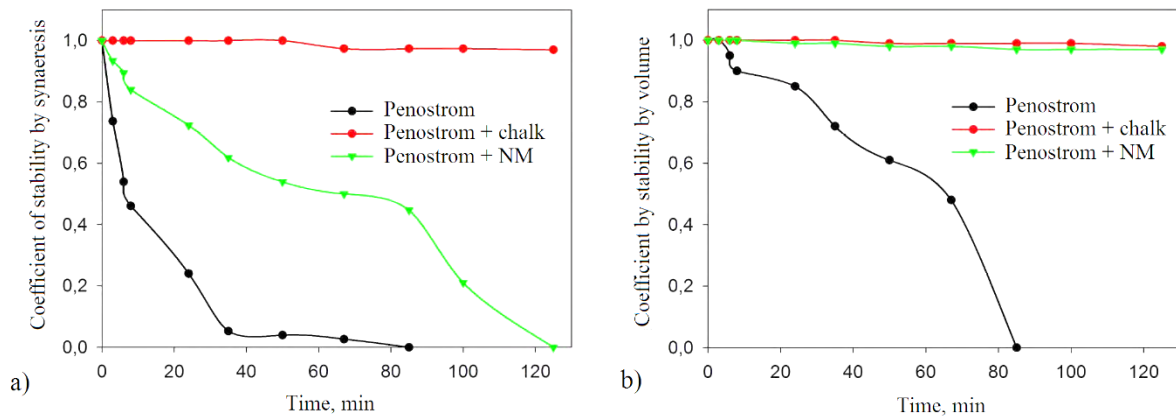 Coefficient of stability by synaeresis
1,0
0,8
0,6
0,4
0,2
0,0
Penostrom
Penostrom + chalk
Penostrom + NM
0 20 40 60 80 100 120
Time, min
a)
Coefficient by stability by volume
1,0
0,8
0,6
0,4
0,2
0,0
Penostrom
Penostrom + chalk
Penostrom + NM
0 20 40 60 80 100 120
Time, min
b)